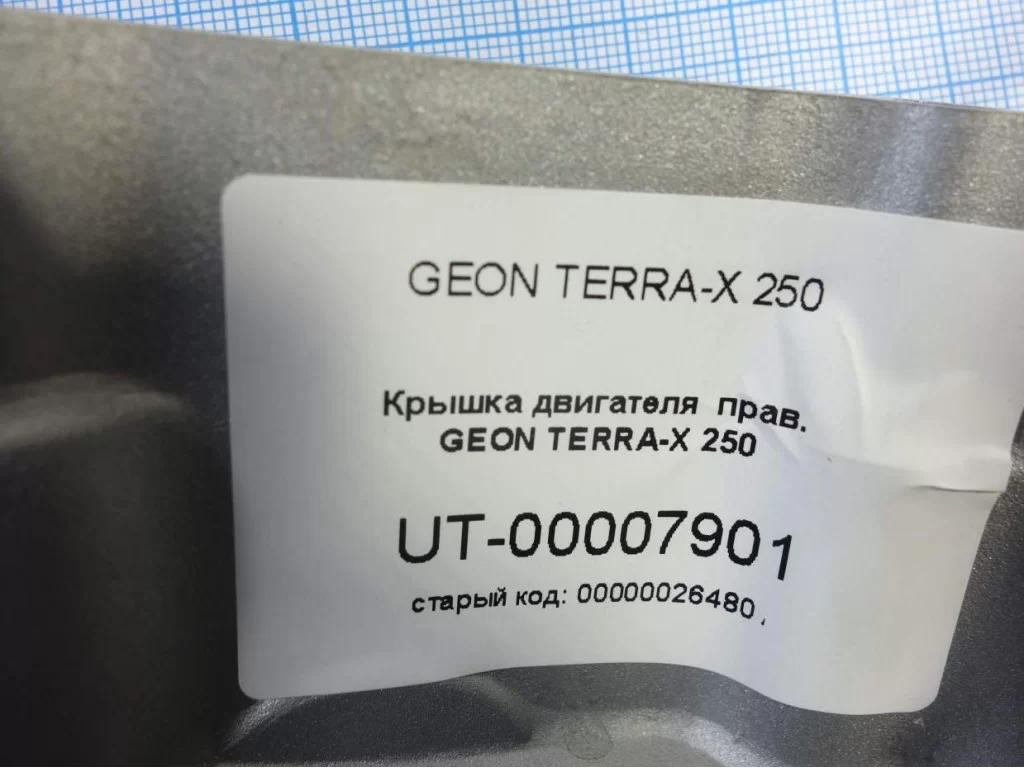 GEON TERRA-X 250
Крышка двигателя прав.
GEON TERRA-X 250
UT-00007901
старый код: 00000026480 ,